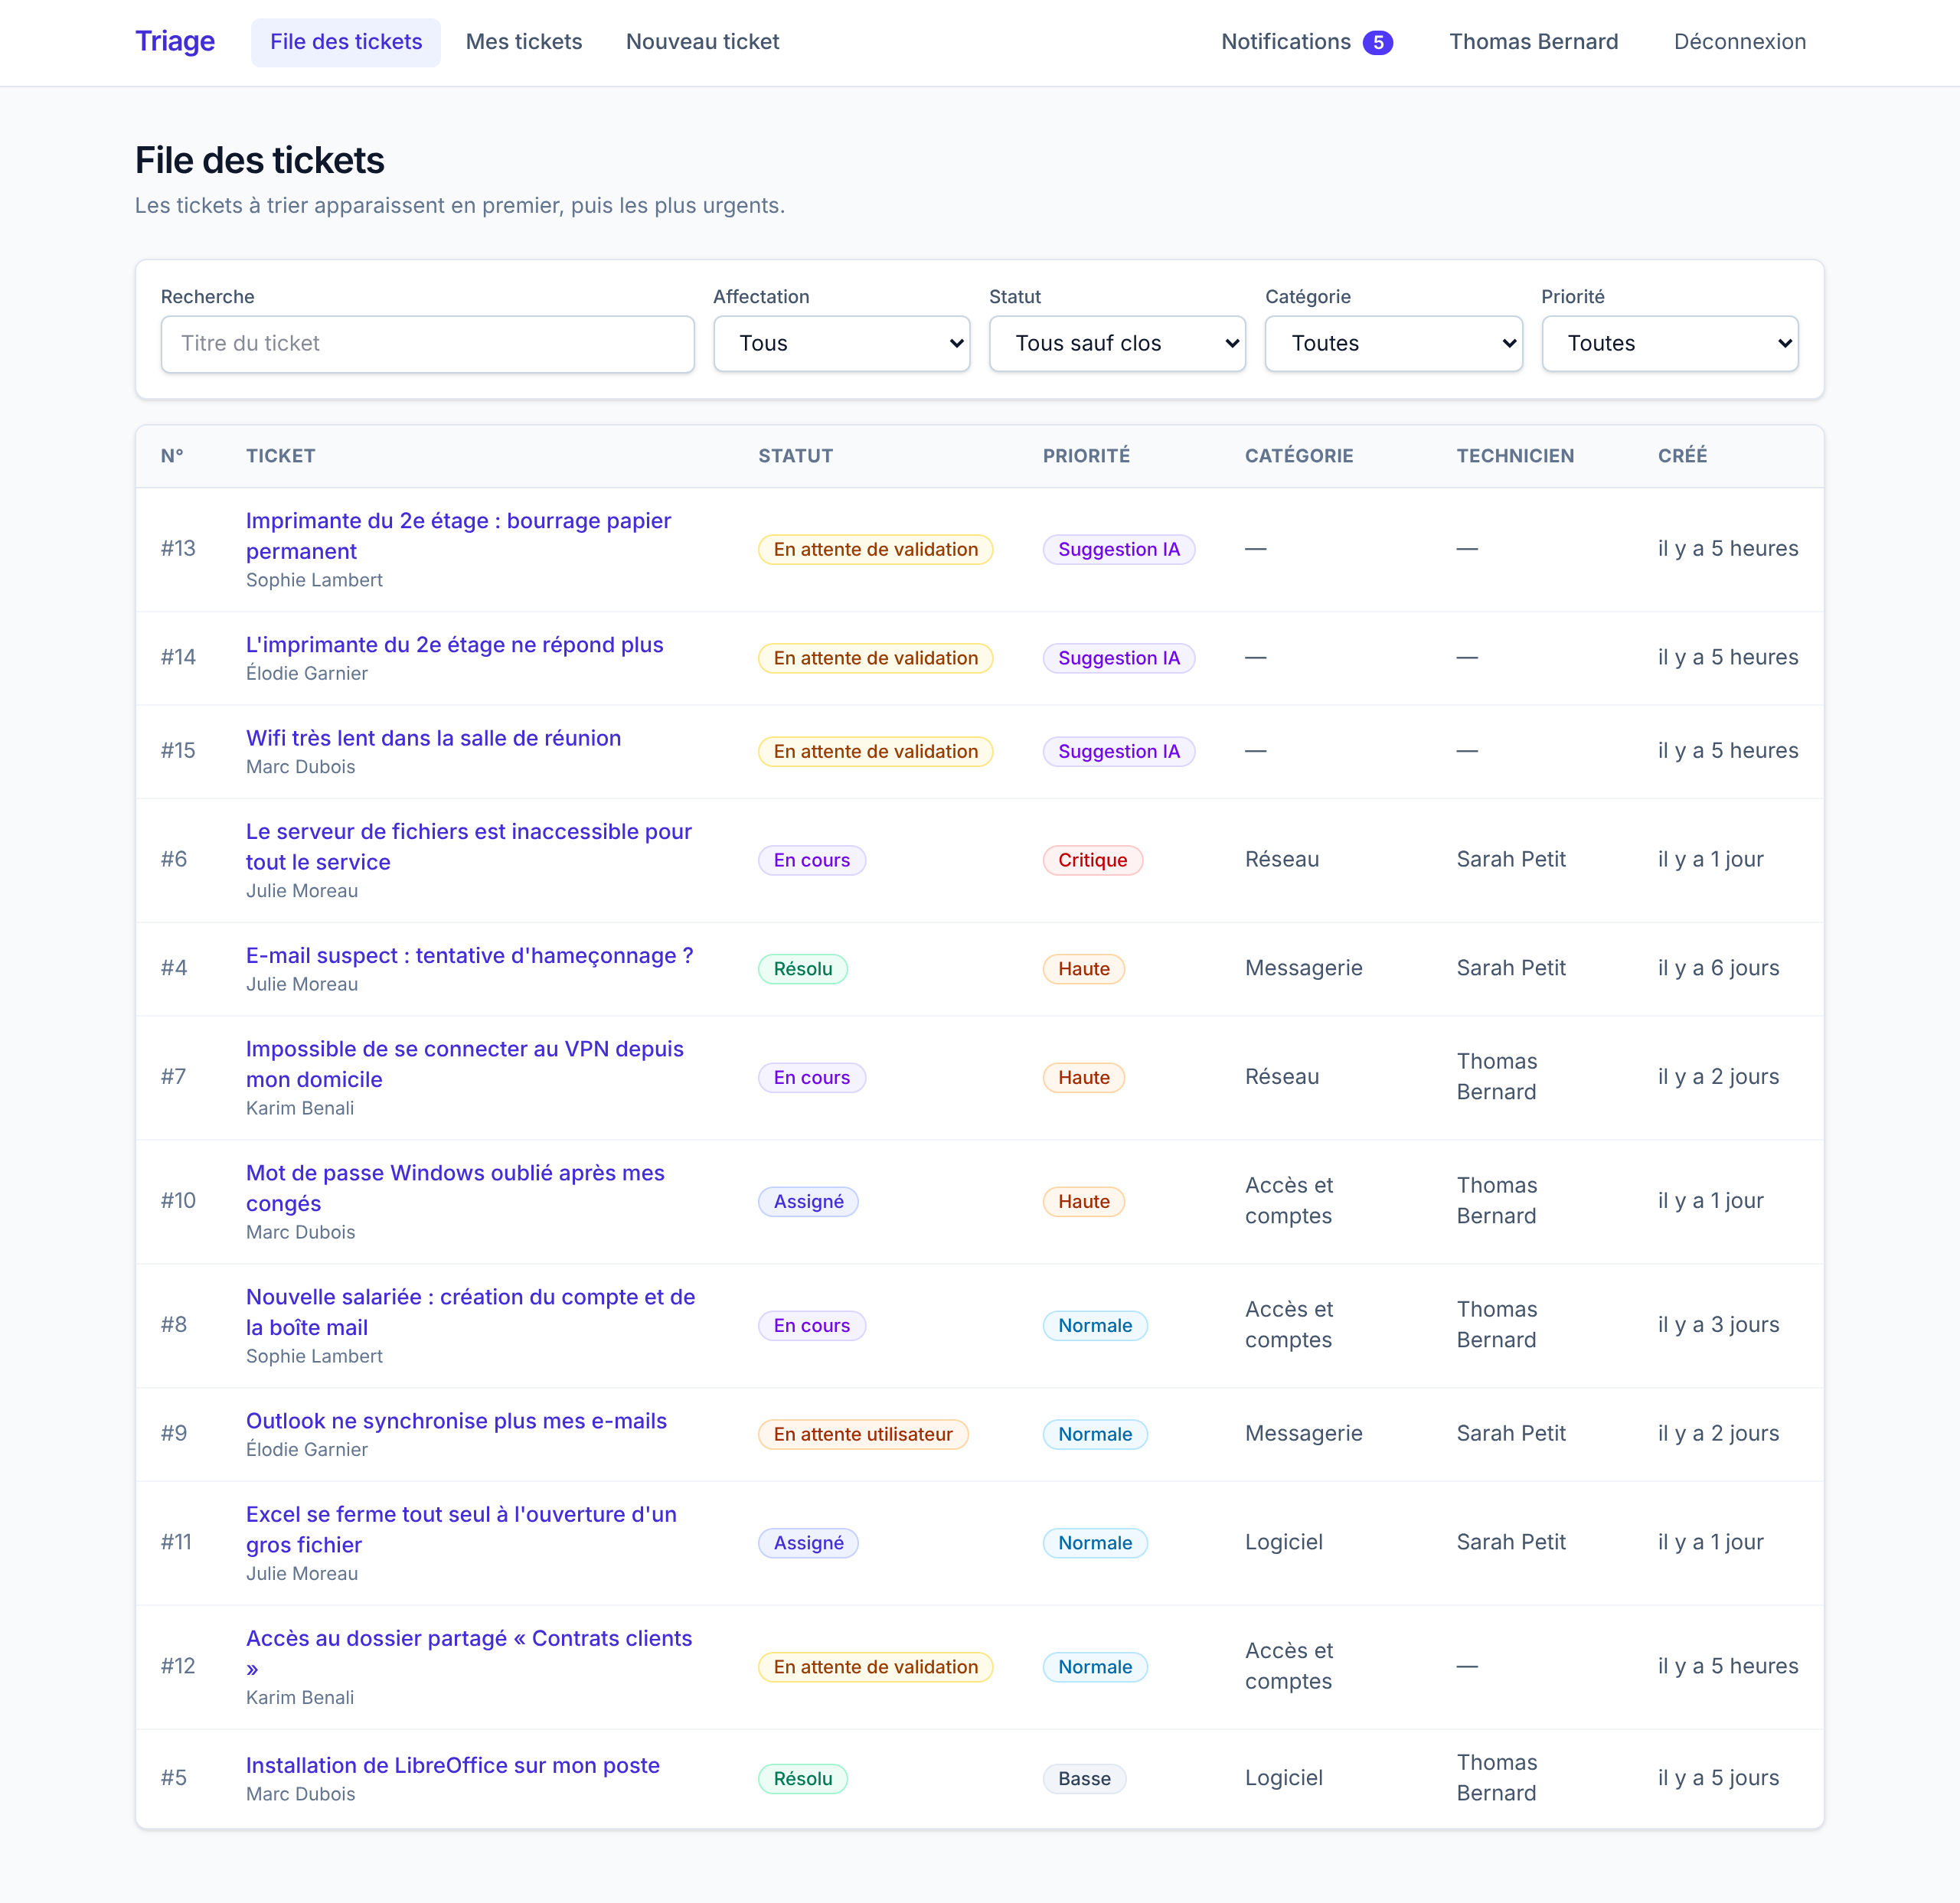 Triage File des tickets Mes tickets Nouveau ticket Notifications 5 Thomas Bernard Déconnexion
File des tickets
Les tickets à trier apparaissent en premier, puis les plus urgents.
Recherche Affectation Statut Catégorie Priorité
Titre du ticket Tous Tous sauf clos Toutes Toutes
N° TICKET STATUT PRIORITÉ CATÉGORIE TECHNICIEN CRÉÉ
Imprimante du 2e étage : bourrage papier
#13 permanent En attente de validation Suggestion IA — — il y a 5 heures
Sophie Lambert
L'imprimante du 2e étage ne répond plus
#14 En attente de validation Suggestion IA — — il y a 5 heures
Élodie Garnier
Wifi très lent dans la salle de réunion
#15 En attente de validation Suggestion IA — — il y a 5 heures
Marc Dubois
Le serveur de fichiers est inaccessible pour
#6 tout le service En cours Critique Réseau Sarah Petit il y a 1 jour
Julie Moreau
E-mail suspect : tentative d'hameçonnage ?
#4 Résolu Haute Messagerie Sarah Petit il y a 6 jours
Julie Moreau
Impossible de se connecter au VPN depuis Thomas
#7 mon domicile En cours Haute Réseau Bernard il y a 2 jours
Karim Benali
Mot de passe Windows oublié après mes Accès et Thomas
#10 congés Assigné Haute comptes Bernard il y a 1 jour
Marc Dubois
Nouvelle salariée : création du compte et de Accès et Thomas
#8 la boîte mail En cours Normale comptes Bernard il y a 3 jours
Sophie Lambert
Outlook ne synchronise plus mes e-mails
#9 En attente utilisateur Normale Messagerie Sarah Petit il y a 2 jours
Élodie Garnier
Excel se ferme tout seul à l'ouverture d'un
#11 gros fichier Assigné Normale Logiciel Sarah Petit il y a 1 jour
Julie Moreau
Accès au dossier partagé « Contrats clients Accès et
#12 » En attente de validation Normale comptes — il y a 5 heures
Karim Benali
Installation de LibreOffice sur mon poste Thomas
#5 Résolu Basse Logiciel Bernard il y a 5 jours
Marc Dubois